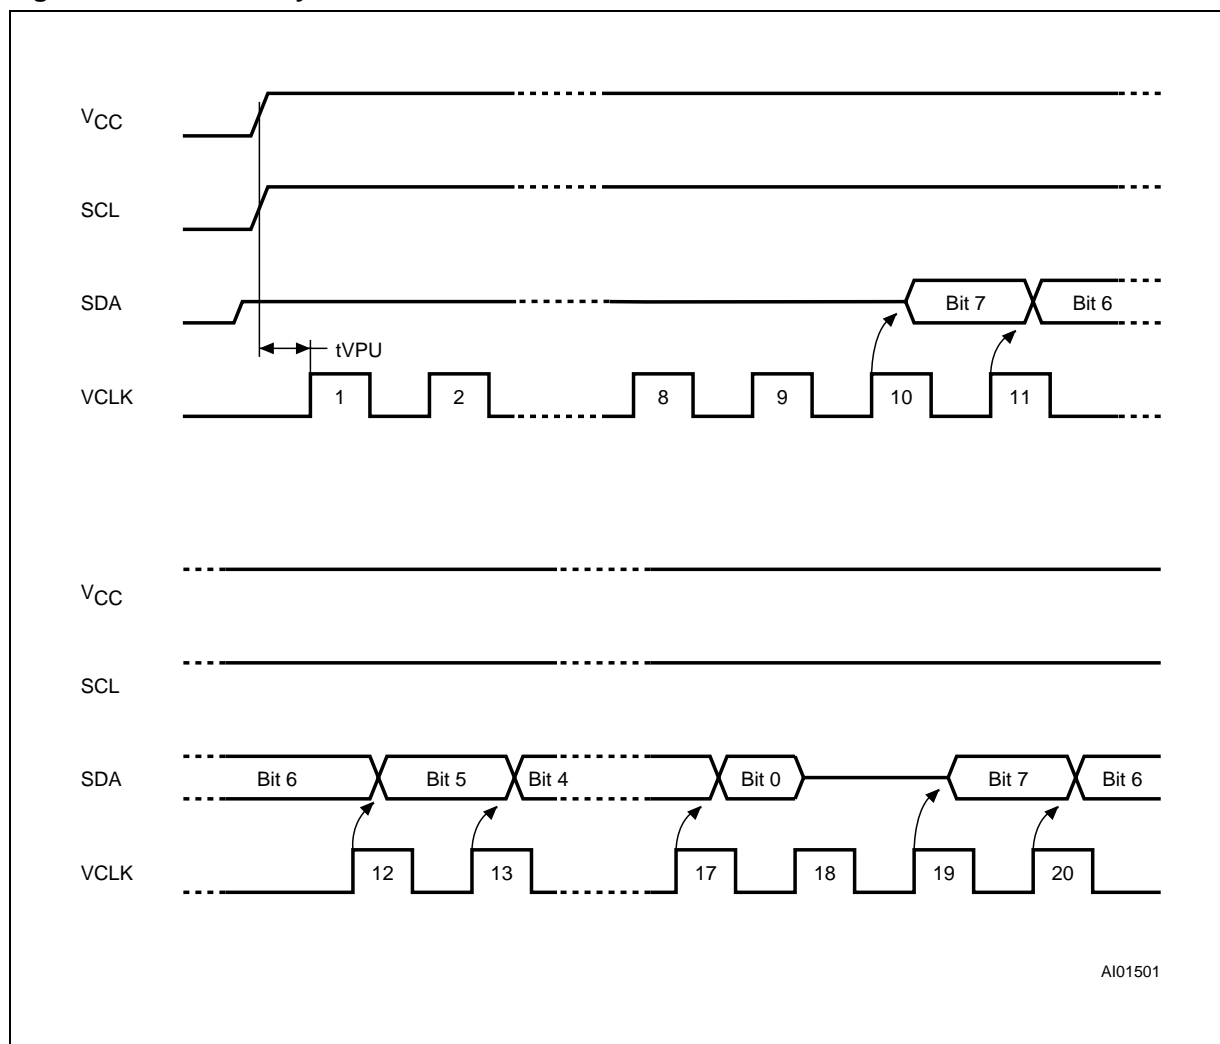 VCC
SCL
SDA
Bit 7
Bit 6
tVPU
VCLK
1
2
8
9
10
11
VCC
SCL
SDA
Bit 6
Bit 5
Bit 4
Bit 0
Bit 7
Bit 6
VCLK
12
13
17
18
19
20
AI01501